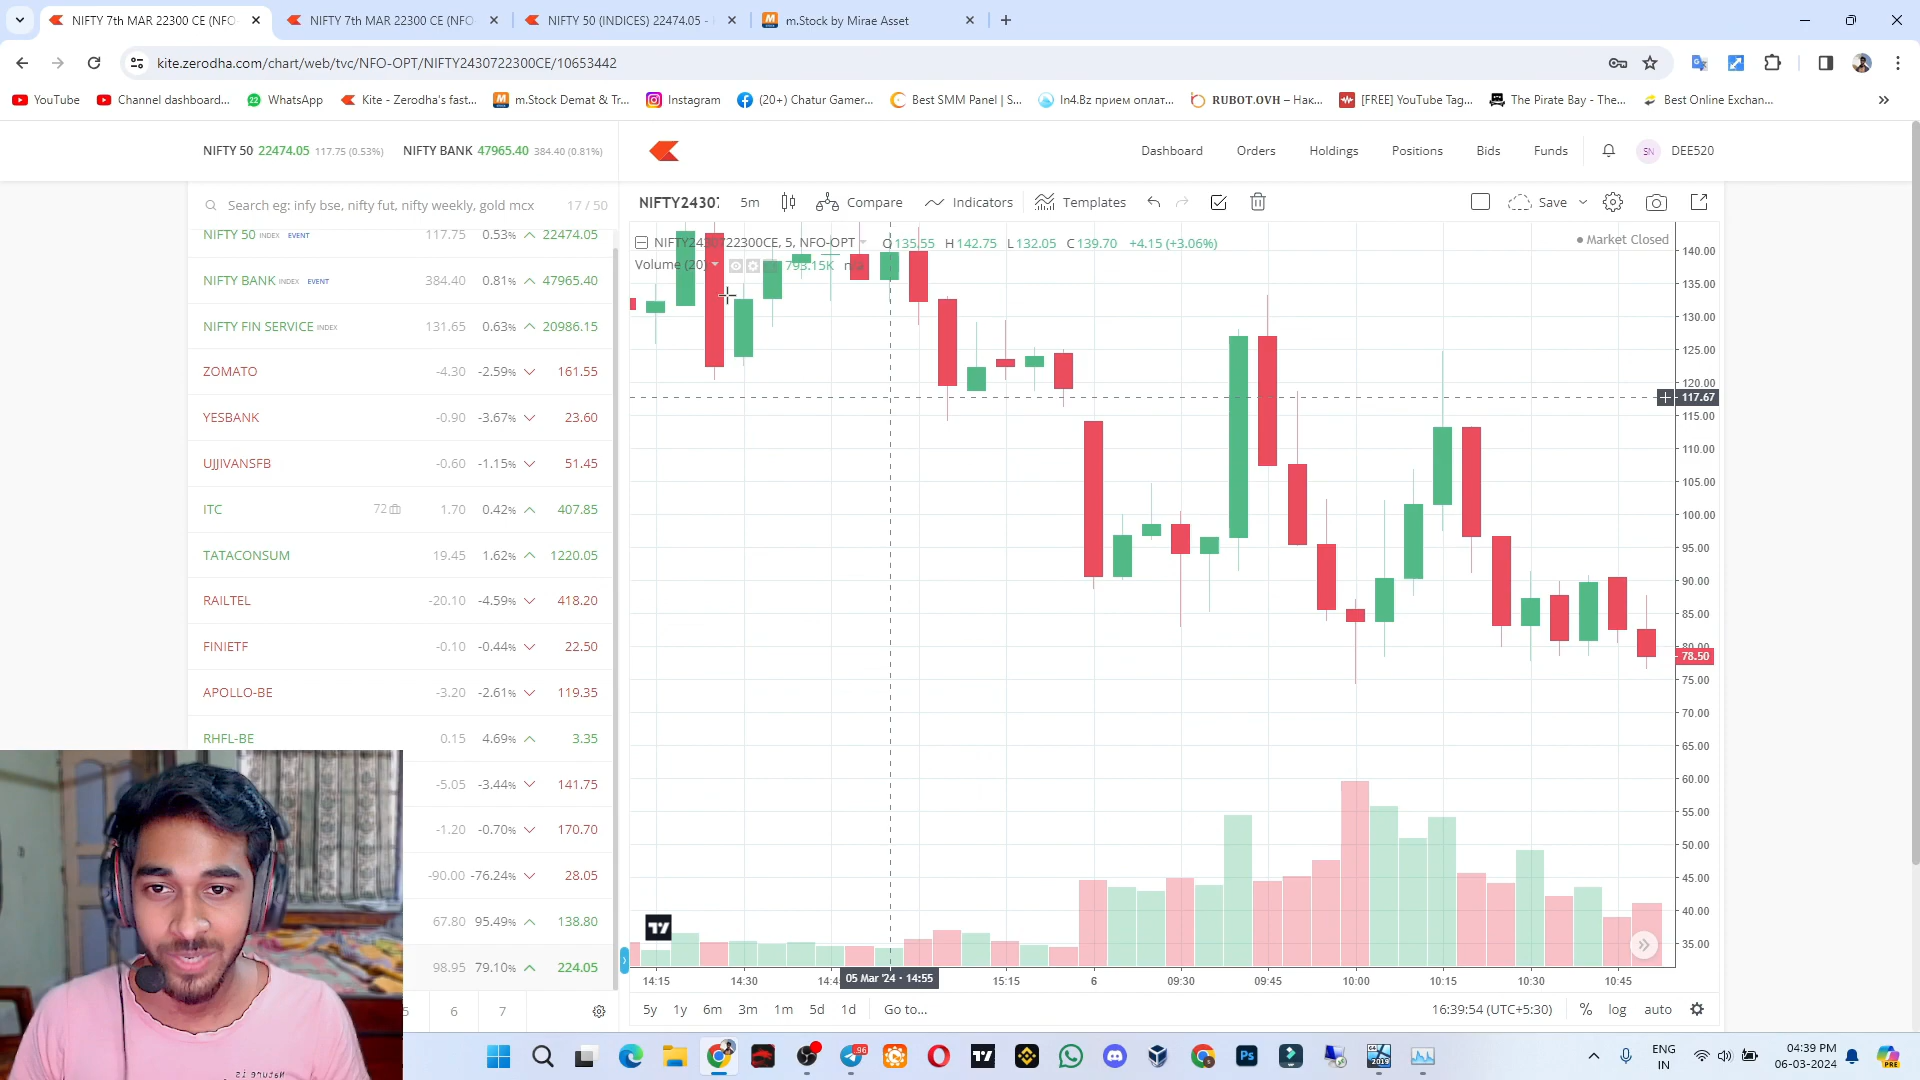 NIFTY 7th MAR 22300 CE (NFO-
NIFTY 7th MAR 22300 CE (NFO
NIFTY 50 (INDICES) 22474.05 -
m.Stock by Mirae Asset
kite.zerodha.com/chart/web/tvc/NFO-OPT/NIFTY2430722300CE/10653442
YouTube
Channel dashboard...
WhatsApp
Kite - Zerodha's fast...
m.Stock Demat & Tr...
Instagram
(20+) Chatur Gamer...
Best SMM Panel | S...
In4.Bz прием оплат...
RUBOT.OVH – Нак...
[FREE] YouTube Tag...
The Pirate Bay - The...
Best Online Exchan...
NIFTY 50 22474.05 117.75 (0.53%)
NIFTY BANK 47965.40 384.40 (0.81%)
Dashboard
Orders
Holdings
Positions
Bids
Funds
SN
DEE520
Search eg: infy bse, nifty fut, nifty weekly, gold mcx 17 / 50
NIFTY 50 INDEX EVENT 117.75 0.53% 22474.05
NIFTY BANK INDEX EVENT 384.40 0.81% 47965.40
NIFTY FIN SERVICE INDEX 131.65 0.63% 20986.15
ZOMATO -4.30 -2.59% 161.55
YESBANK -0.90 -3.67% 23.60
UJJIVANSFB -0.60 -1.15% 51.45
ITC 72 1.70 0.42% 407.85
TATACONSUM 19.45 1.62% 1220.05
RAILTEL -20.10 -4.59% 418.20
FINIETF -0.10 -0.44% 22.50
APOLLO-BE -3.20 -2.61% 119.35
RHFL-BE 0.15 4.69% 3.35
-5.05 -3.44% 141.75
-1.20 -0.70% 170.70
-90.00 -76.24% 28.05
67.80 95.49% 138.80
98.95 79.10% 224.05
5 6 7
NIFTY2430
5m
Compare
Indicators
Templates
Save
NIFTY2430722300CE, 5, NFO-OPT O135.55 H142.75 L132.05 C139.70 +4.15 (+3.06%)
Market Closed
Volume (20) 793.15K n/a
140.00
135.00
130.00
125.00
120.00
117.67
115.00
110.00
105.00
100.00
95.00
90.00
85.00
80.00
78.50
75.00
70.00
65.00
60.00
55.00
50.00
45.00
40.00
35.00
14:15 14:30 14:4 05 Mar '24 · 14:55 15:15 6 09:30 09:45 10:00 10:15 10:30 10:45
5y 1y 6m 3m 1m 5d 1d Go to...
16:39:54 (UTC+5:30) % log auto
96
2019
ENG
IN
04:39 PM
06-03-2024
PRE
Ps